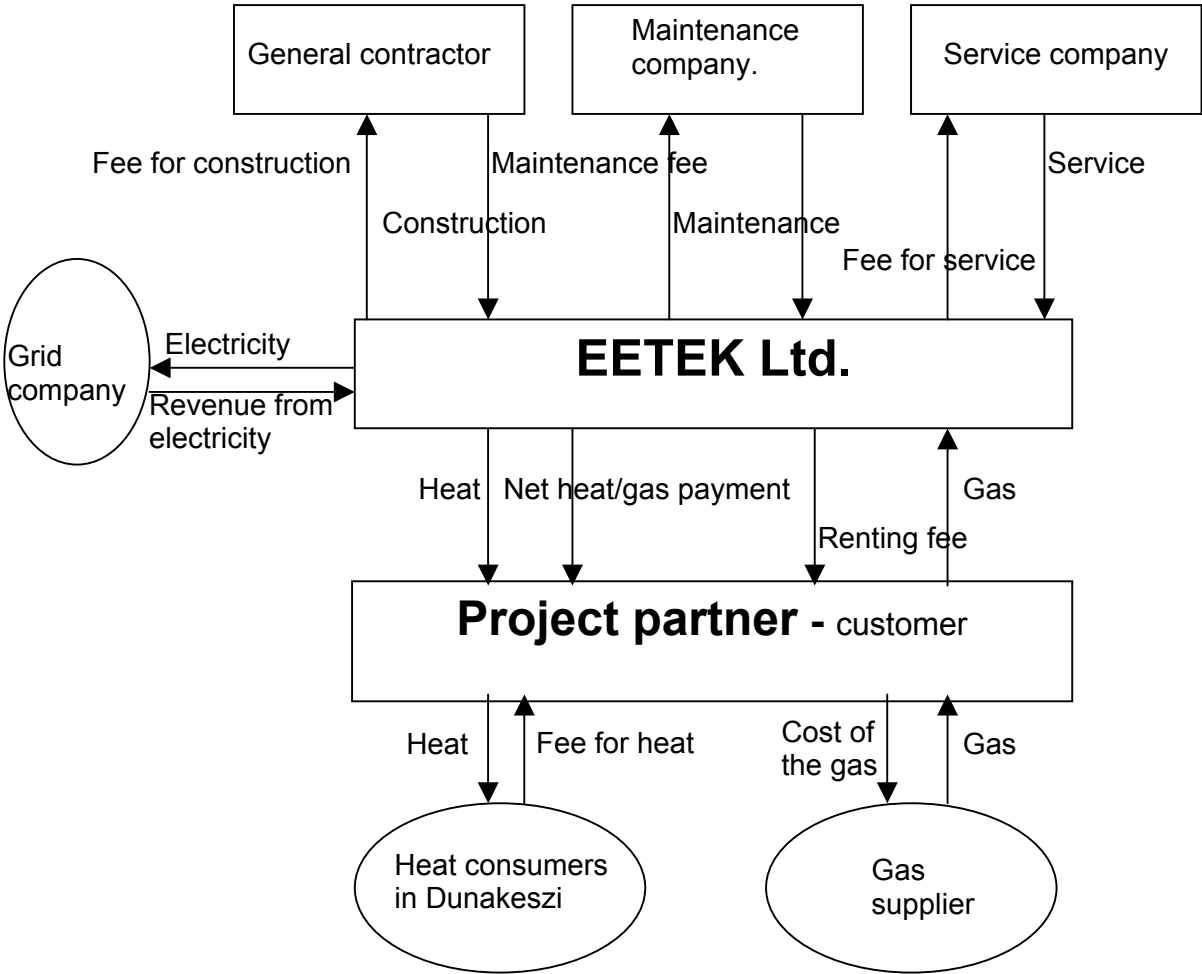 General contractor
Maintenance
company.
Service company
Fee for construction
Maintenance fee
Service
Construction
Maintenance
Fee for service
Grid
company
Electricity
Revenue from
electricity
EETEK Ltd.
Heat
Net heat/gas payment
Gas
Renting fee
Project partner - customer
Heat
Fee for heat
Cost of
the gas
Gas
Heat consumers
in Dunakeszi
Gas
supplier